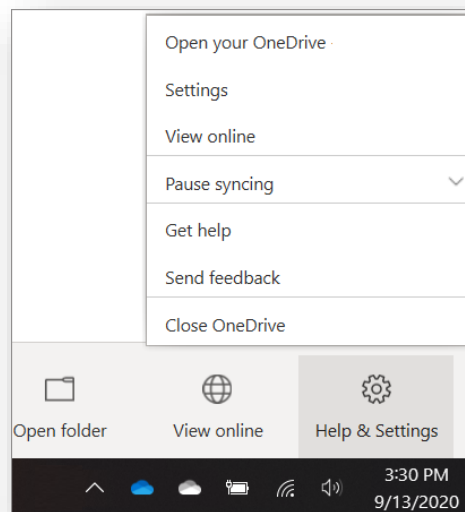 Open your OneDrive
Settings
View online
Pause syncing
Get help
Send feedback
Close OneDrive
Open folder
View online
Help & Settings
3:30 PM
9/13/2020